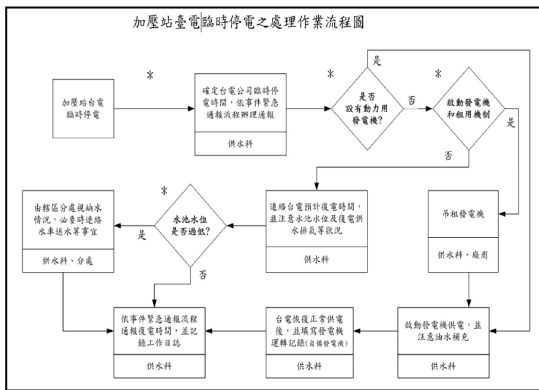 加壓站臺電臨時停電之處理作業流程圖
加壓站台電
臨時停電
*
確定台電公司臨時停
電時間，依事件緊急
通報流程辦理通報
供水科
*
是否
設有動力用
發電機?
是
否
*
啟動發電機
和租用機制
是
否
由轄區分處視缺水
情況，必要時連絡
水車送水等事宜
供水科、分處
*
水池水位
是否過低?
是
否
連絡台電預計復電時間，
並注意水池水位及復電供
水排氣等狀況
供水科
吊租發電機
供水科、廠商
依事件緊急通報流程
通報復電時間，並記
錄工作日誌
供水科
台電恢復正常供電
後，並填寫發電機
運轉記錄(自備發電機)
供水科
啟動發電機供電，並
注意油水補充
供水科